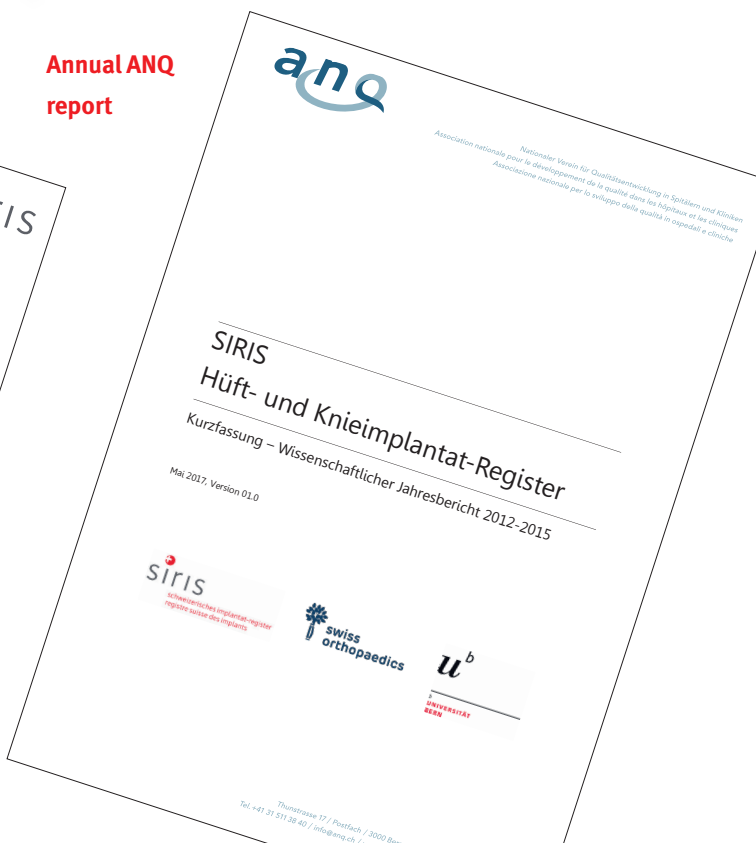 Annual ANQ
report
anq
Nationaler Verein für Qualitätsentwicklung in Spitälern und Kliniken
Association nationale pour le développement de la qualité dans les hôpitaux et les cliniques
Associazione nazionale per lo sviluppo della qualità in ospedali e cliniche
IS
SIRIS
Hüft- und Knieimplantat-Register
Kurzfassung – Wissenschaftlicher Jahresbericht 2012-2015
Mai 2017, Version 01.0
siris
schweizerisches implantat-register
registre suisse des implants
swiss
orthopaedics
u b
b
UNIVERSITÄT
BERN
Thunstrasse 17 / Postfach / 3000
Tel. +41 31 511 38 40 / info@anq.ch /